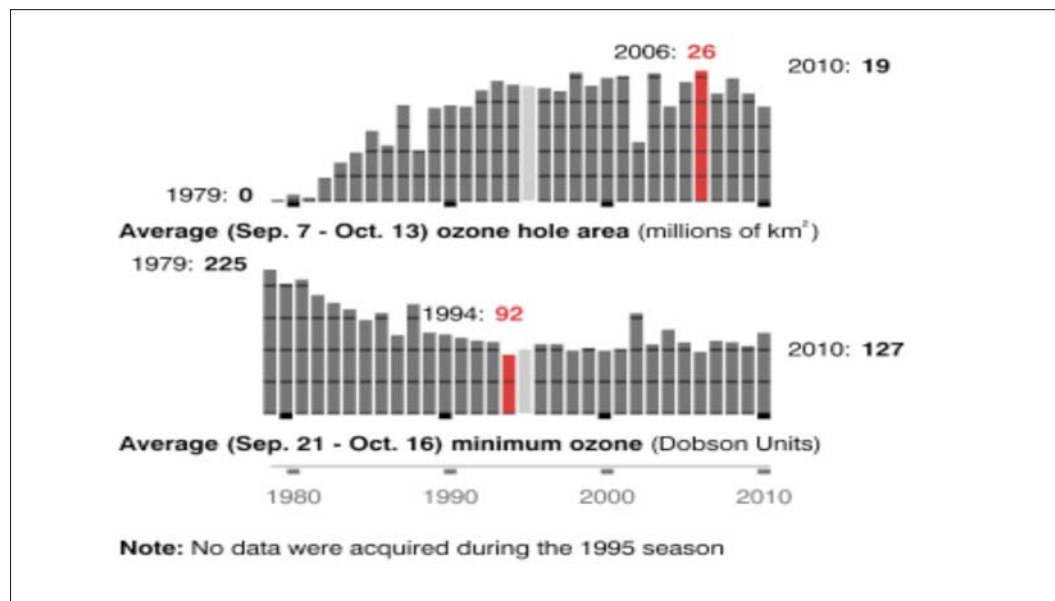 2006: 26
2010: 19
1979: 0
Average (Sep. 7 - Oct. 13) ozone hole area (millions of km²)
1979: 225
1994: 92
2010: 127
Average (Sep. 21 - Oct. 16) minimum ozone (Dobson Units)
1980 1990 2000 2010
Note: No data were acquired during the 1995 season